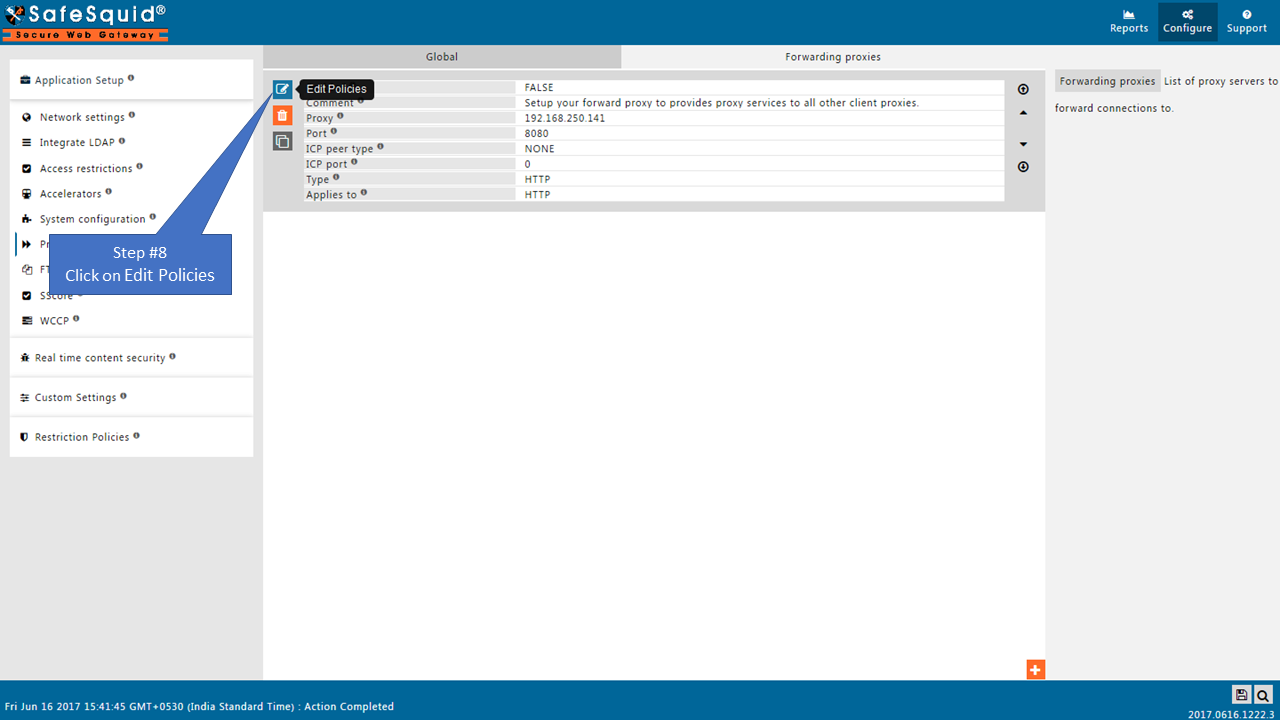 SafeSquid®
Secure Web Gateway
Reports
Configure
Support
Application Setup
Network settings
Integrate LDAP
Access restrictions
Accelerators
System configuration
Step #8
Click on Edit Policies
WCCP
Real time content security
Custom Settings
Restriction Policies
Global
Forwarding proxies
Edit Policies
FALSE
Comment
Setup your forward proxy to provides proxy services to all other client proxies.
Proxy
192.168.250.141
Port
8080
ICP peer type
NONE
ICP port
0
Type
HTTP
Applies to
HTTP
Forwarding proxies List of proxy servers to
forward connections to.
Fri Jun 16 2017 15:41:45 GMT+0530 (India Standard Time) : Action Completed
2017.0616.1222.3